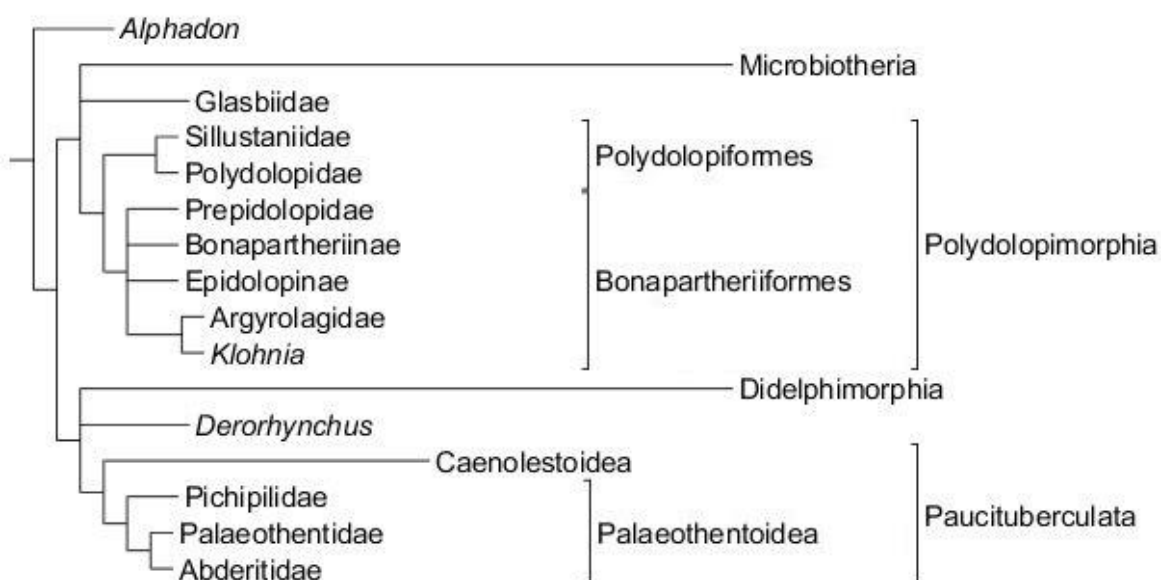 Alphadon
Microbiotheria
Glasbiidae
Sillustaniidae
Polydolopiformes
Polydolopidae
Prepidolopidae
Bonapartheriinae
Polydolopimorphia
Epidolopinae
Bonapartheriiformes
Argyrolagidae
Klohnia
Didelphimorphia
Derorhynchus
Caenolestoidea
Pichipilidae
Paucituberculata
Palaeothentidae
Palaeothentoidea
Abderitidae